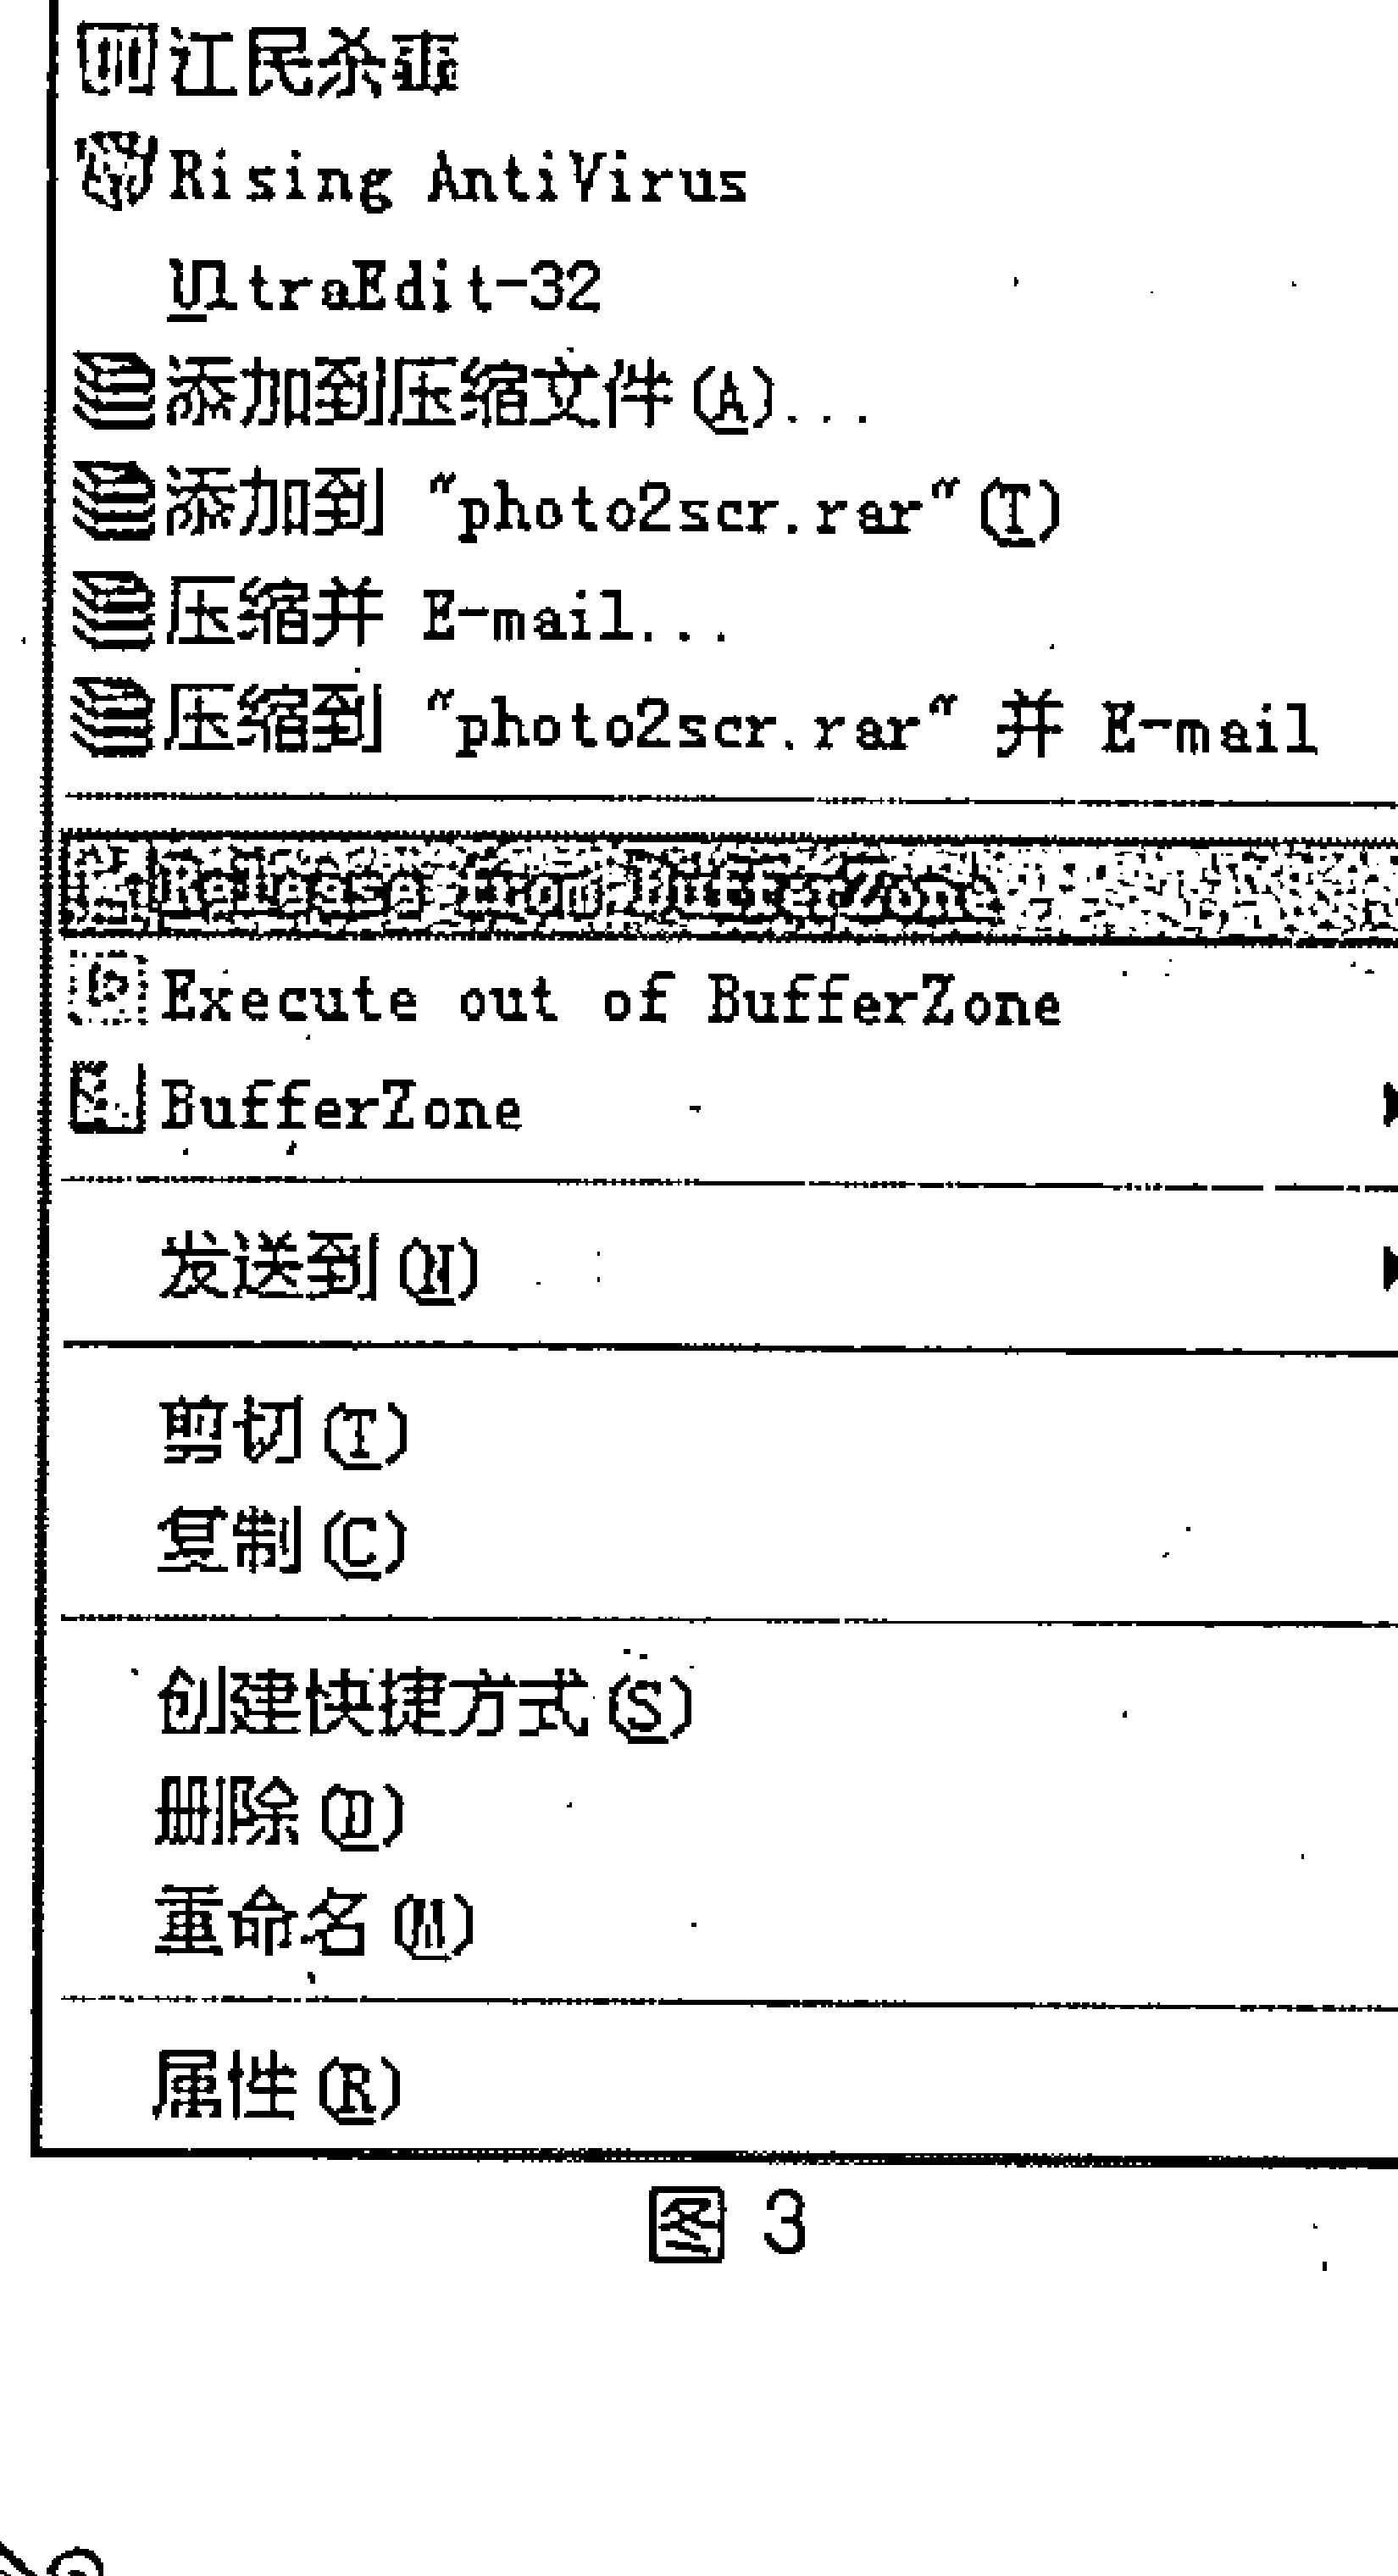 江民杀毒
Rising AntiVirus
UltraEdit-32
添加到压缩文件(A)...
添加到 "photo2scr.rar"(T)
压缩并 E-mail...
压缩到 "photo2scr.rar" 并 E-mail
Release from BufferZone
Execute out of BufferZone
BufferZone
发送到(N)
剪切(T)
复制(C)
创建快捷方式(S)
删除(D)
重命名(M)
属性(R)
图 3